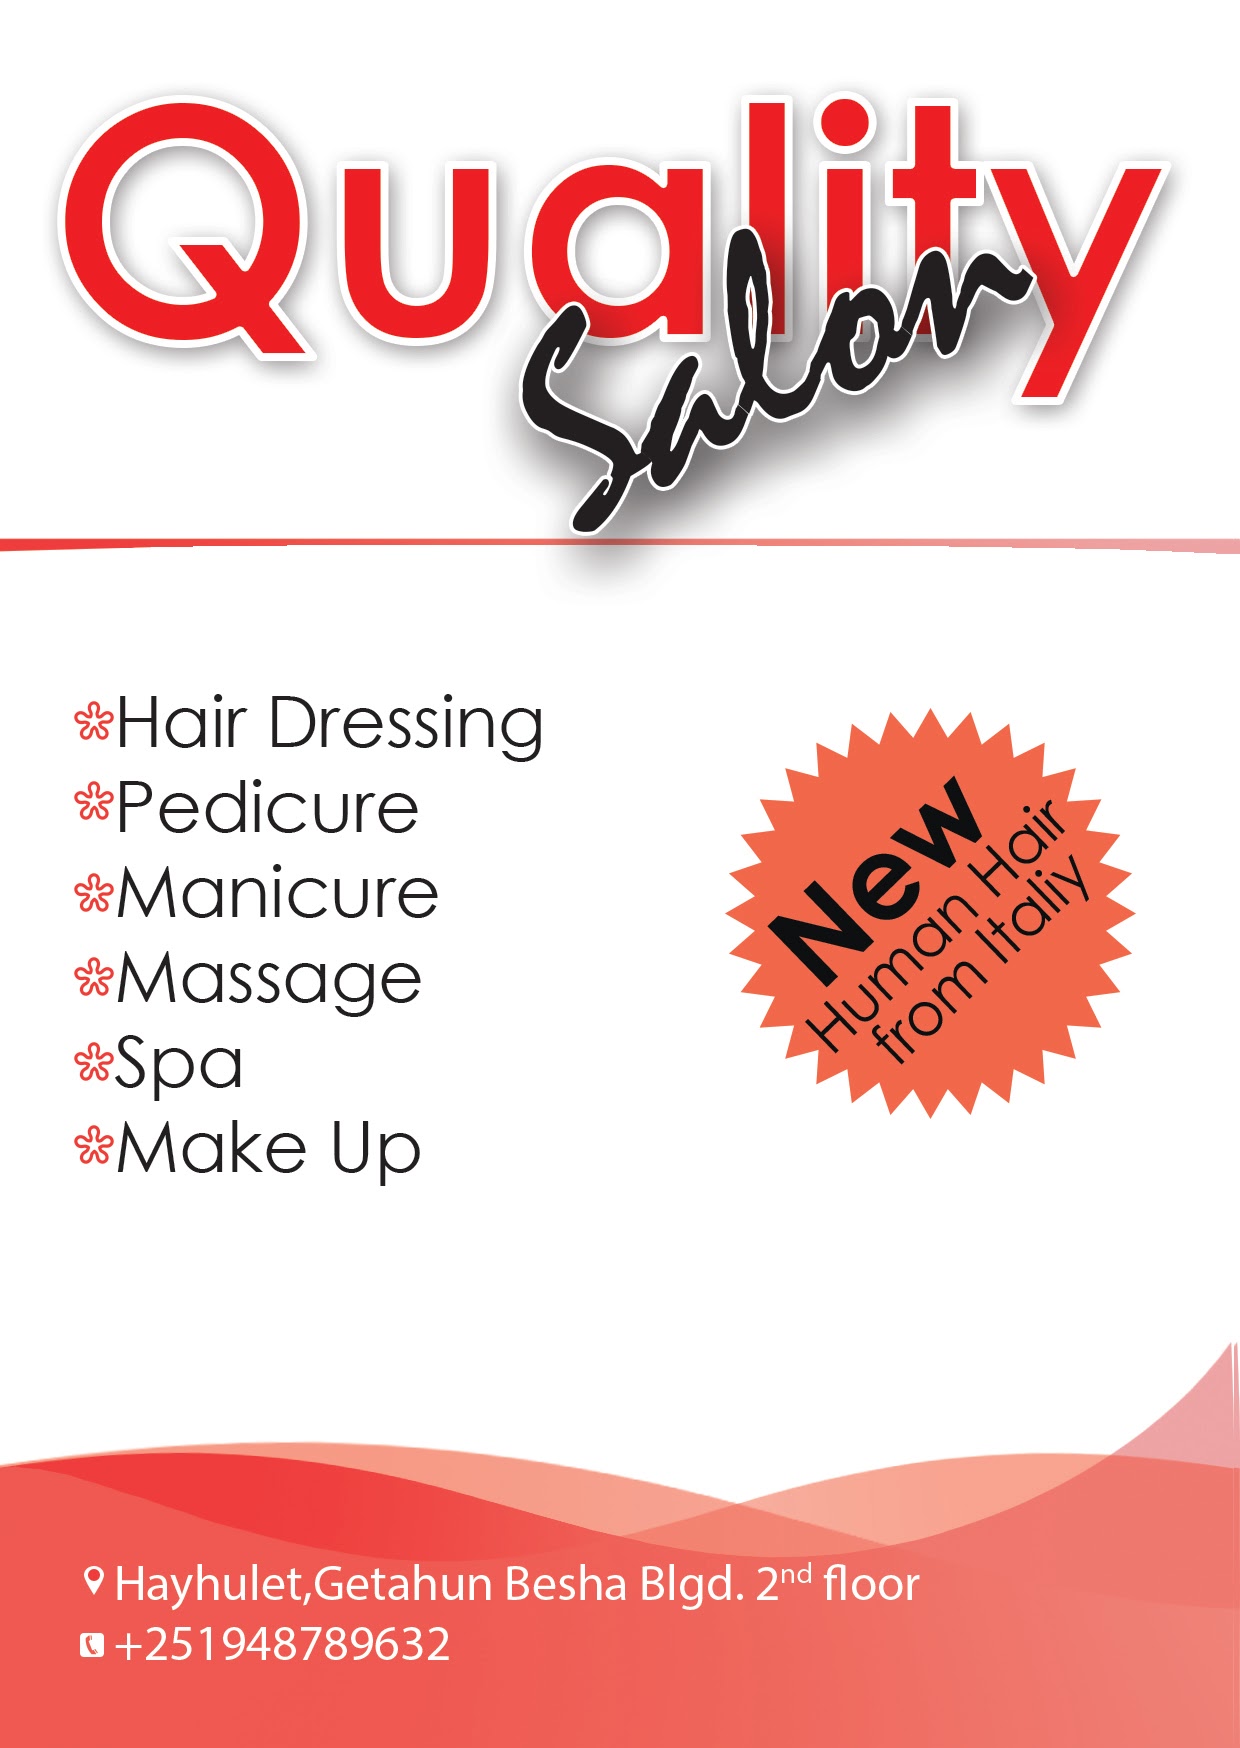 Quality
Salon
Hair Dressing
Pedicure
Manicure
Massage
Spa
Make Up
New
Human Hair
from Italiy
Hayhulet,Getahun Besha Blgd. 2nd floor
+251948789632